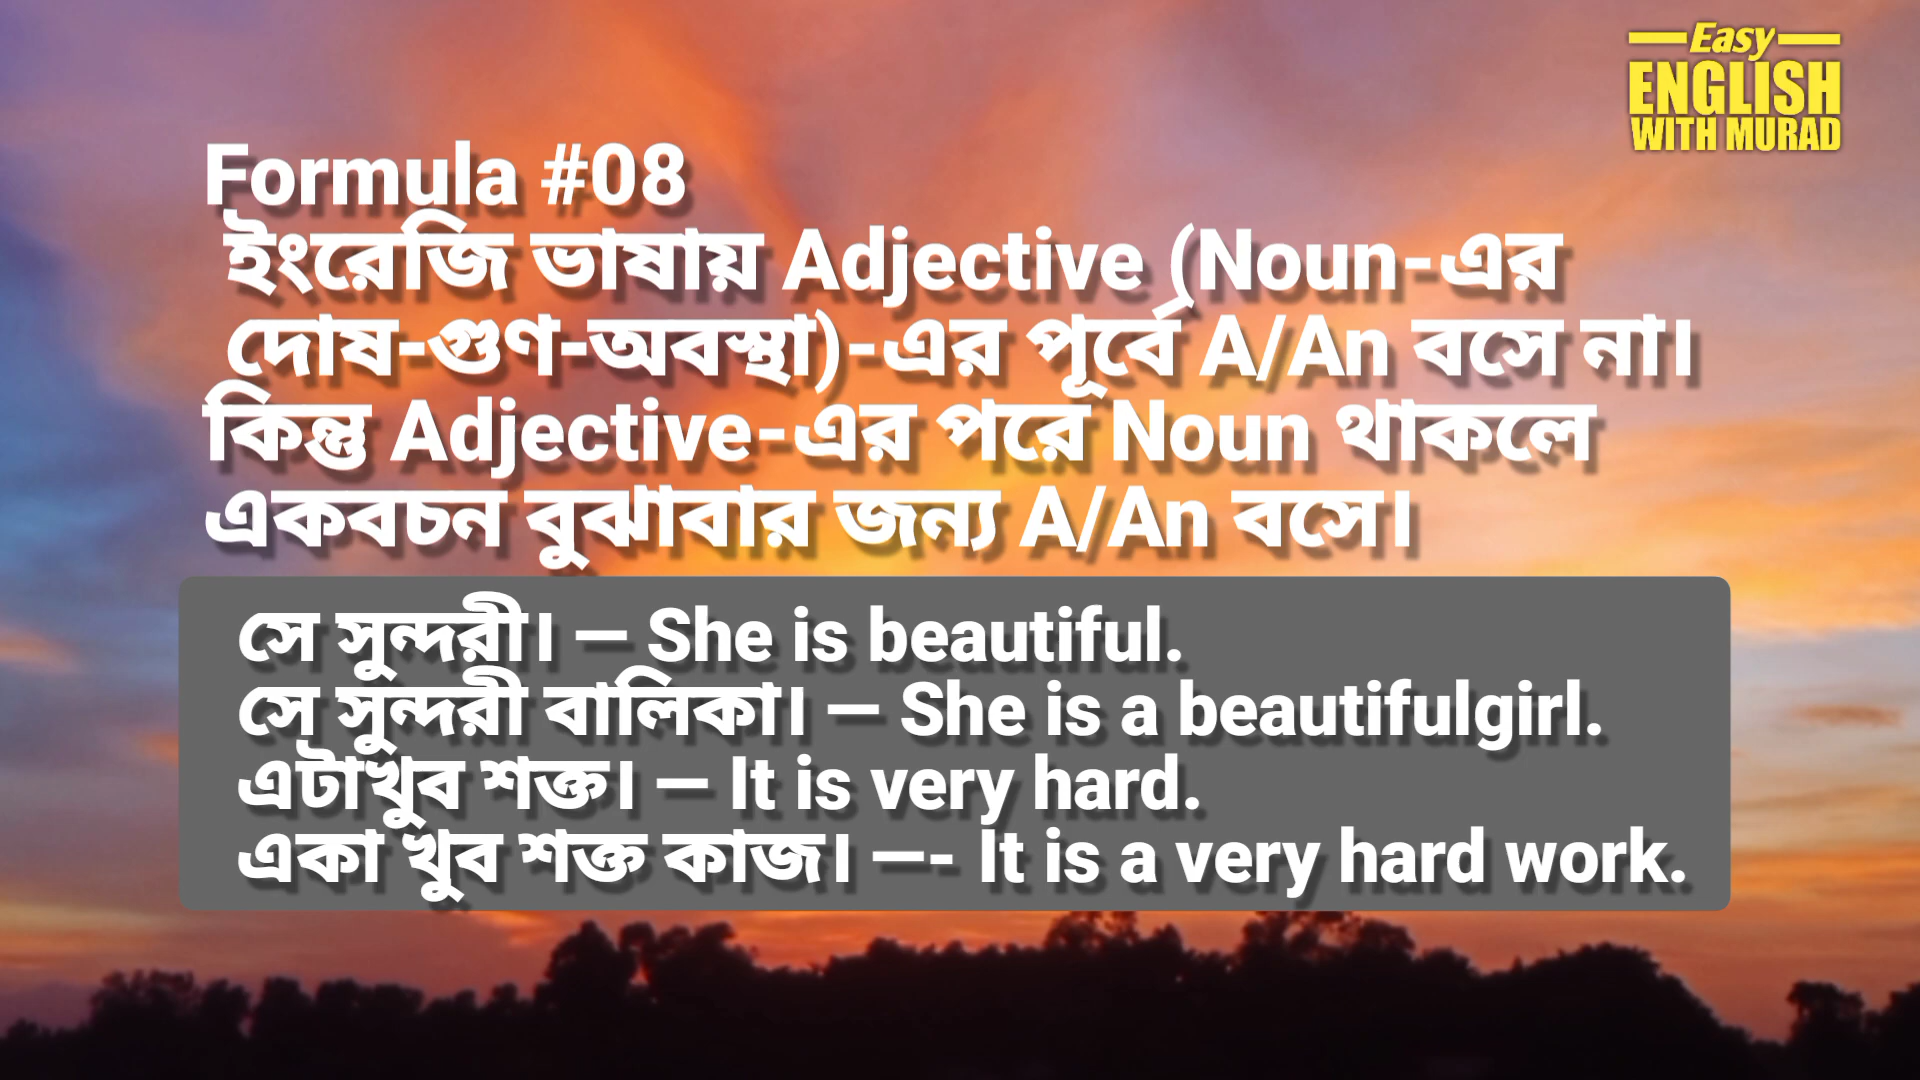 Easy
ENGLISH
WITH MURAD
Formula #08
ইংরেজি ভাষায় Adjective (Noun-এর
দোষ-গুণ-অবস্থা)-এর পূর্বে A/An বসে না।
কিন্তু Adjective-এর পরে Noun থাকলে
একবচন বুঝাবার জন্য A/An বসে।
সে সুন্দরী। — She is beautiful.
সে সুন্দরী বালিকা। — She is a beautifulgirl.
এটাখুব শক্ত। — It is very hard.
একা খুব শক্ত কাজ। —- It is a very hard work.